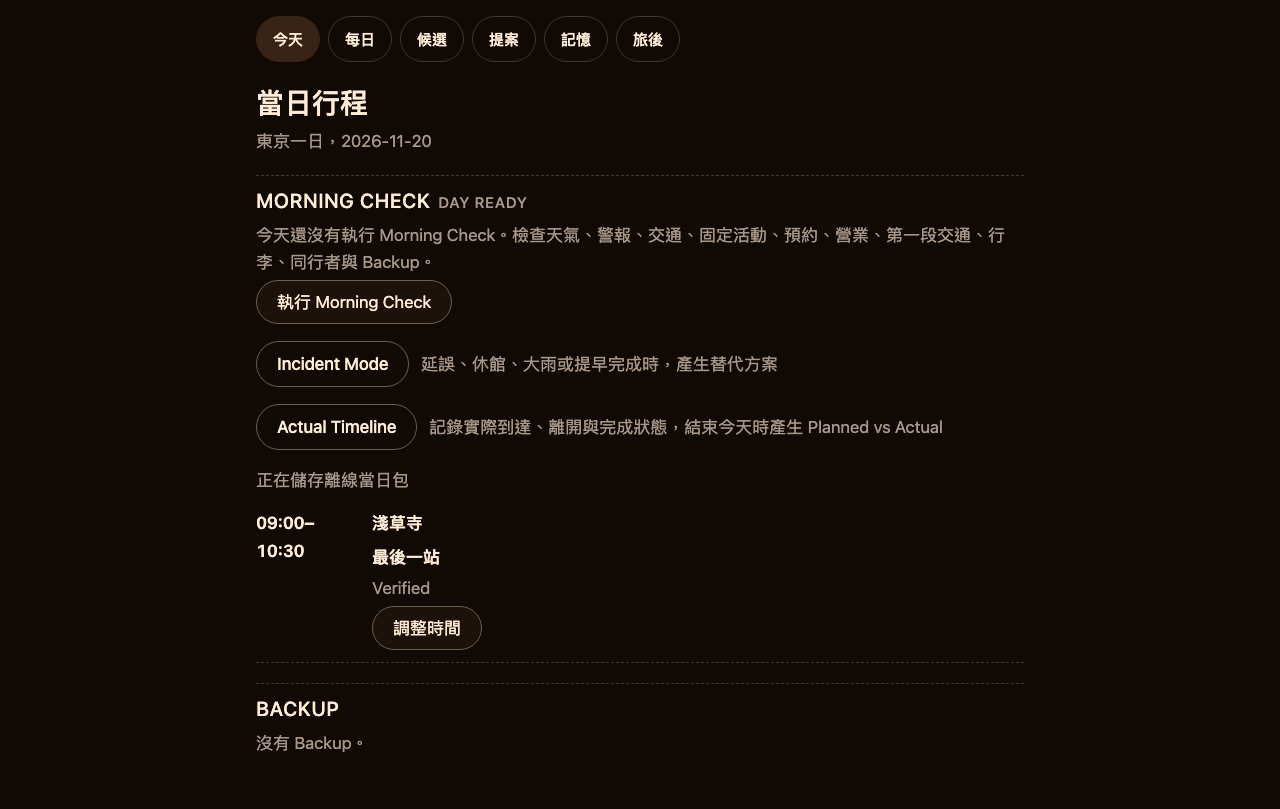 今天 每日 候選 提案 記憶 旅後
當日行程
東京一日，2026-11-20
MORNING CHECK DAY READY
今天還沒有執行 Morning Check。檢查天氣、警報、交通、固定活動、預約、營業、第一段交通、行
李、同行者與 Backup。
執行 Morning Check
Incident Mode 延誤、休館、大雨或提早完成時，產生替代方案
Actual Timeline 記錄實際到達、離開與完成狀態，結束今天時產生 Planned vs Actual
正在儲存離線當日包
09:00– 淺草寺
10:30 最後一站
Verified
調整時間
BACKUP
沒有 Backup。